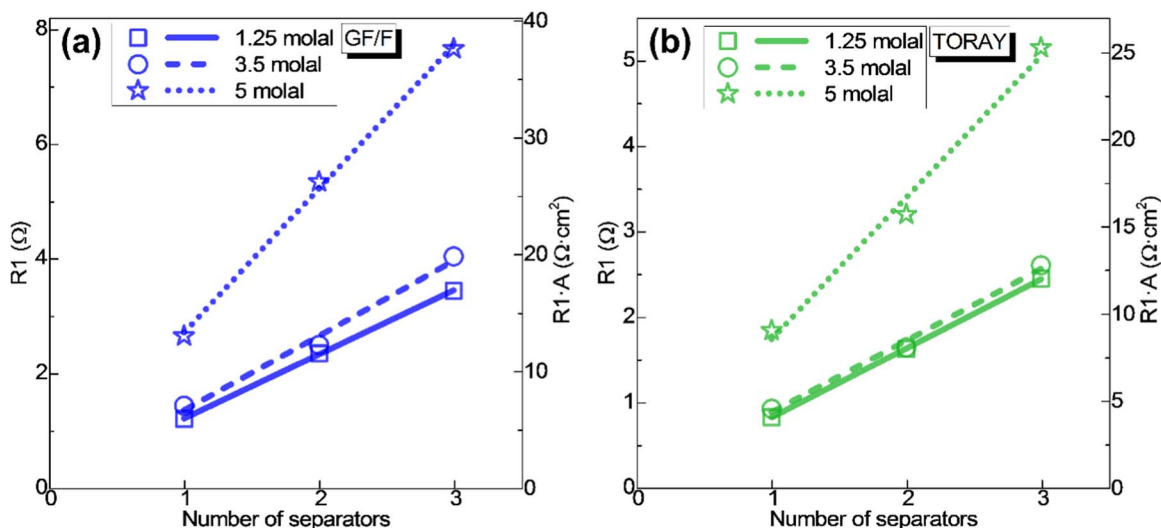 (a)
1.25 molal
GF/F
3.5 molal
5 molal
8
6
4
2
0
R1 (Ω)
40
30
20
10
0
R1·A (Ω·cm²)
0
1
2
3
Number of separators
(b)
1.25 molal
TORAY
3.5 molal
5 molal
5
4
3
2
1
0
R1 (Ω)
25
20
15
10
5
0
R1·A (Ω·cm²)
0
1
2
3
Number of separators